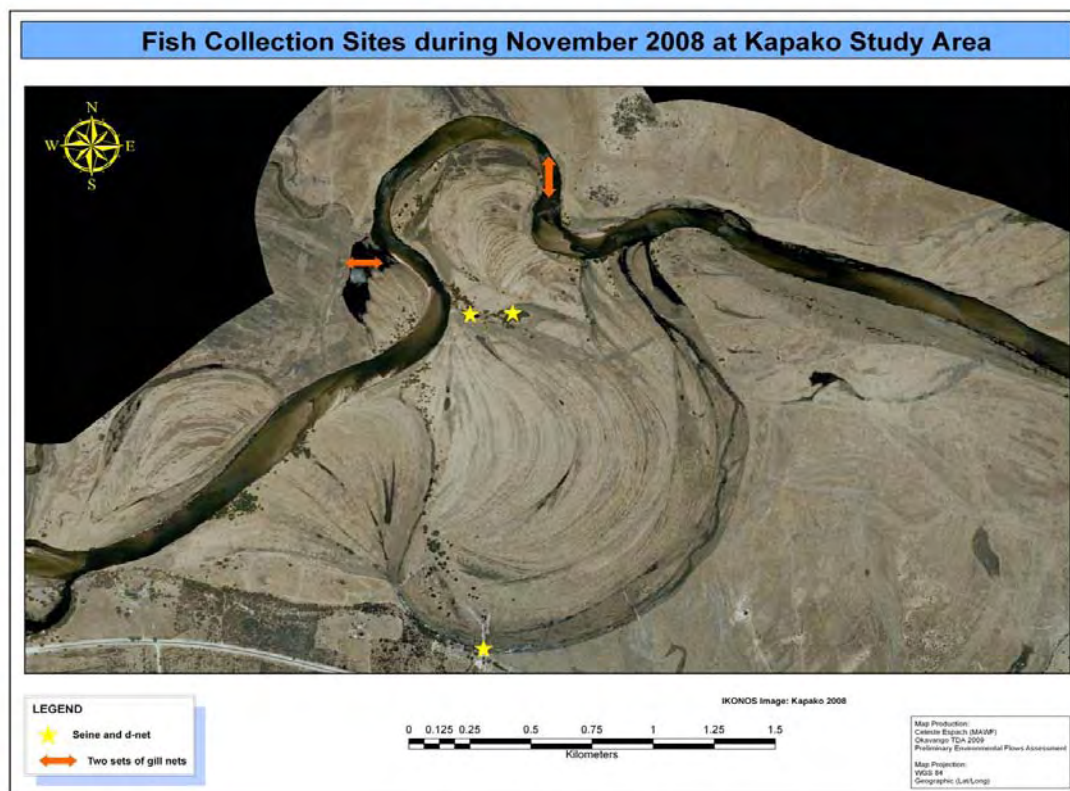 Fish Collection Sites during November 2008 at Kapako Study Area
N
W E
S
LEGEND
Seine and d-net
Two sets of gill nets
IKONOS Image: Kapako 2008
0 0.125 0.25 0.5 0.75 1 1.25 1.5
Kilometers
Map Production:
Celeste Espach (MAWF)
Okavango TDA 2009
Preliminary Environmental Flows Assessment
Map Projection:
WGS 84
Geographic (Lat/Long)